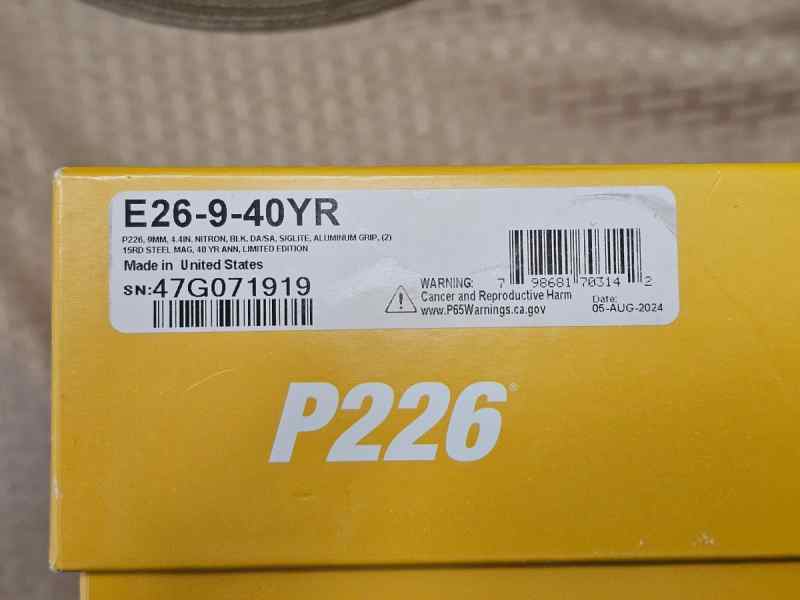 E26-9-40YR
P226, 9MM, 4.4IN, NITRON, BLK, DA/SA, SIGLITE, ALUMINUM GRIP, (2)
15RD STEEL MAG, 40 YR ANN, LIMITED EDITION
Made in United States
SN:47G071919
7 98681 70314 2
WARNING:
Cancer and Reproductive Harm
www.P65Warnings.ca.gov
Date:
05-AUG-2024
P226®